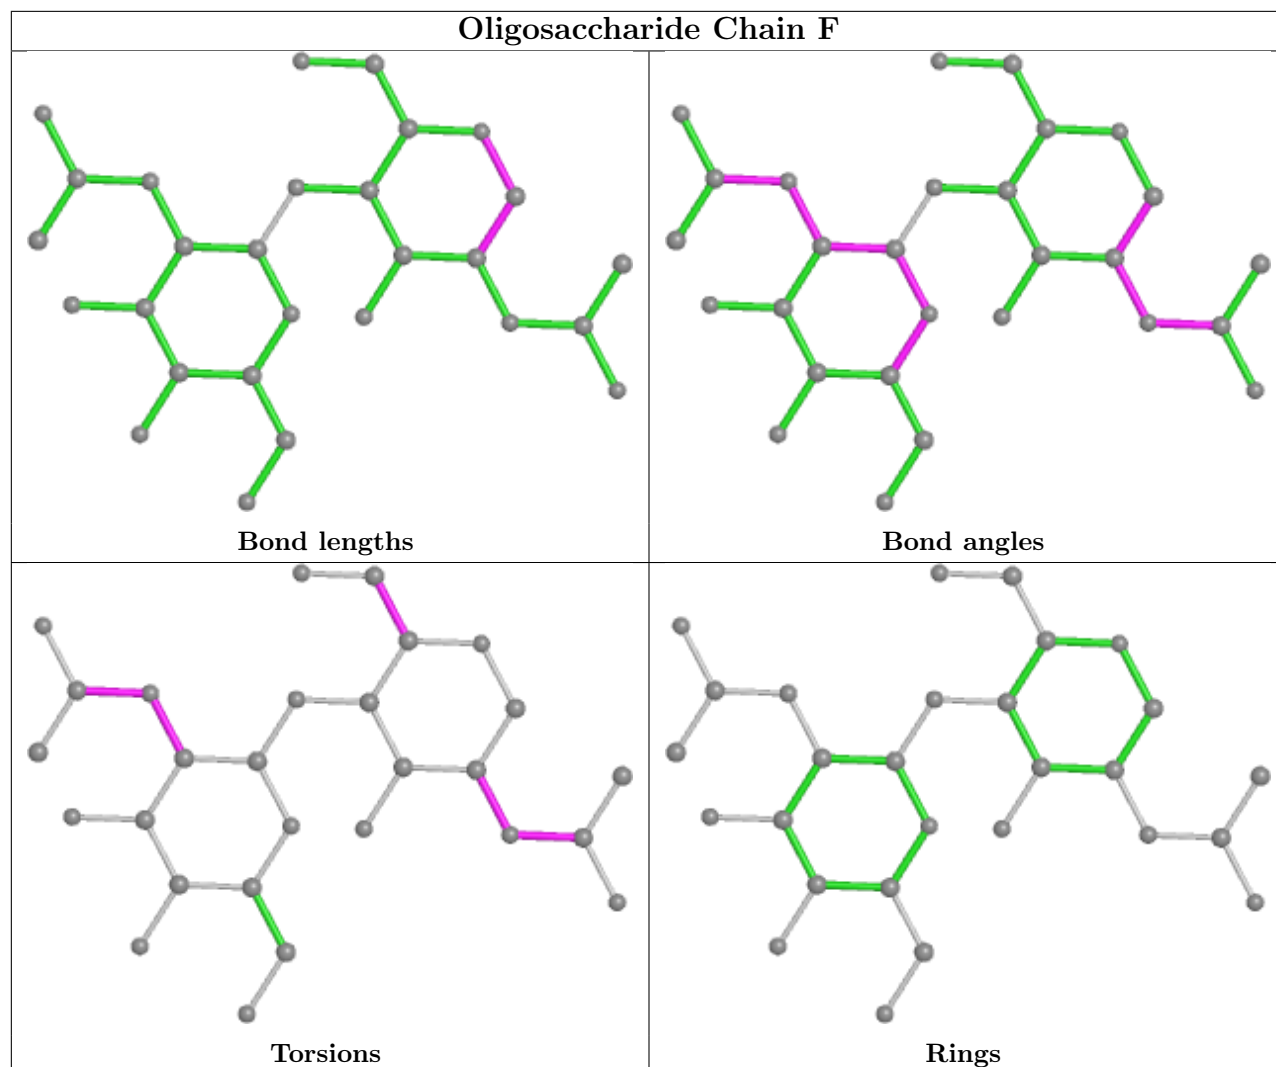 Oligosaccharide Chain F
Bond lengths
Bond angles
Torsions
Rings